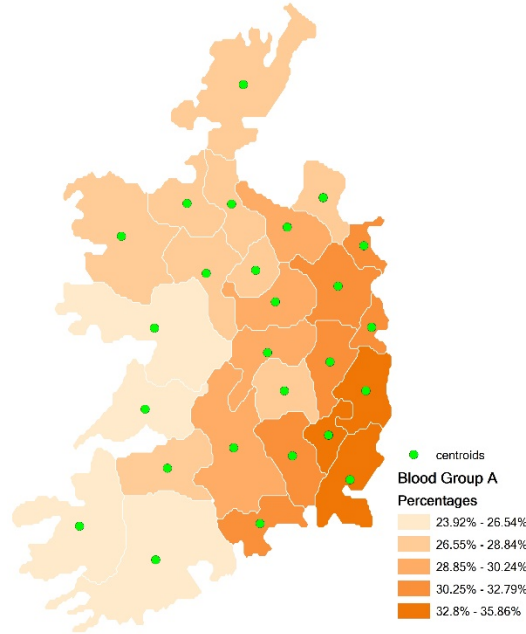 centroids
Blood Group A
Percentages
23.92% - 26.54%
26.55% - 28.84%
28.85% - 30.24%
30.25% - 32.79%
32.8% - 35.86%